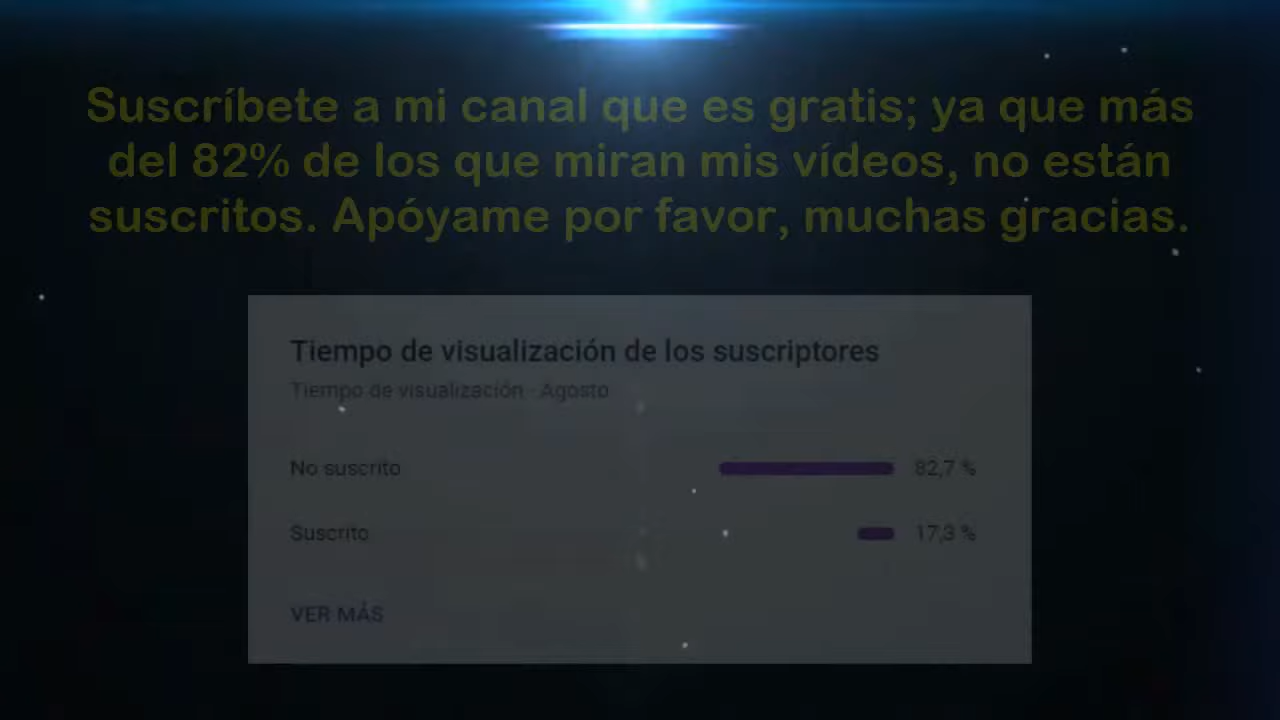 Suscríbete a mi canal que es gratis; ya que más
del 82% de los que miran mis vídeos, no están
suscritos. Apóyame por favor, muchas gracias.
Tiempo de visualización de los suscriptores
Tiempo de visualización · Agosto
No suscrito 82,7 %
Suscrito 17,3 %
VER MÁS